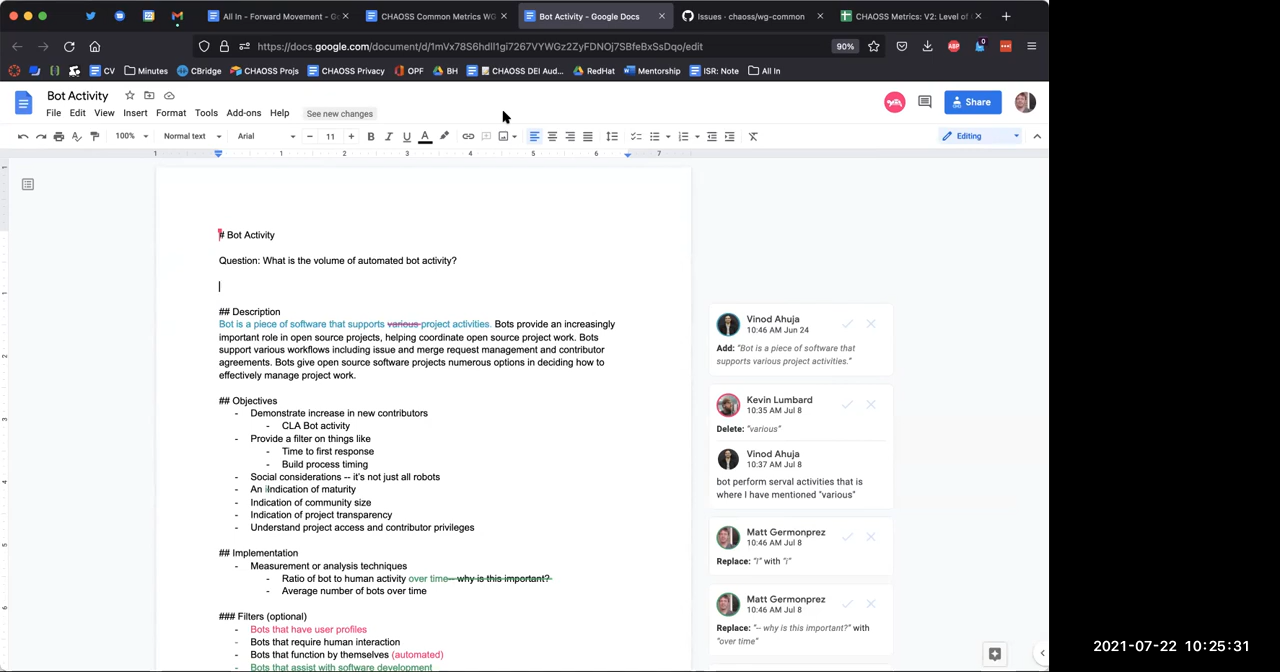 All In - Forward Movement - G
CHAOSS Common Metrics WG
Bot Activity - Google Docs
Issues · chaoss/wg-common
CHAOSS Metrics: V2: Level of
https://docs.google.com/document/d/1mVx78S6hdlI1gi7267VYWGz2ZyFDNOj7SBfeBxSsDqo/edit
90%
ABP
0
CV
Minutes
CBridge
CHAOSS Projs
CHAOSS Privacy
OPF
BH
CHAOSS DEI Aud...
RedHat
Mentorship
ISR: Note
All In
Bot Activity
File Edit View Insert Format Tools Add-ons Help
See new changes
Share
100% Normal text Arial 11
Editing
1 1 2 3 4 5 6 7
# Bot Activity
Question: What is the volume of automated bot activity?
## Description
Bot is a piece of software that supports various project activities. Bots provide an increasingly
important role in open source projects, helping coordinate open source project work. Bots
support various workflows including issue and merge request management and contributor
agreements. Bots give open source software projects numerous options in deciding how to
effectively manage project work.
## Objectives
- Demonstrate increase in new contributors
- CLA Bot activity
- Provide a filter on things like
- Time to first response
- Build process timing
- Social considerations -- it's not just all robots
- An iIndication of maturity
- Indication of community size
- Indication of project transparency
- Understand project access and contributor privileges
## Implementation
- Measurement or analysis techniques
- Ratio of bot to human activity over time-- why is this important?
- Average number of bots over time
### Filters (optional)
- Bots that have user profiles
- Bots that require human interaction
- Bots that function by themselves (automated)
- Bots that assist with software development
Vinod Ahuja
10:46 AM Jun 24
Add: "Bot is a piece of software that
supports various project activities."
Kevin Lumbard
10:35 AM Jul 8
Delete: "various"
Vinod Ahuja
10:37 AM Jul 8
bot perform serval activities that is
where I have mentioned "various"
Matt Germonprez
10:46 AM Jul 8
Replace: "I" with "i"
Matt Germonprez
10:46 AM Jul 8
Replace: "-- why is this important?" with
"over time"
2021-07-22 10:25:31